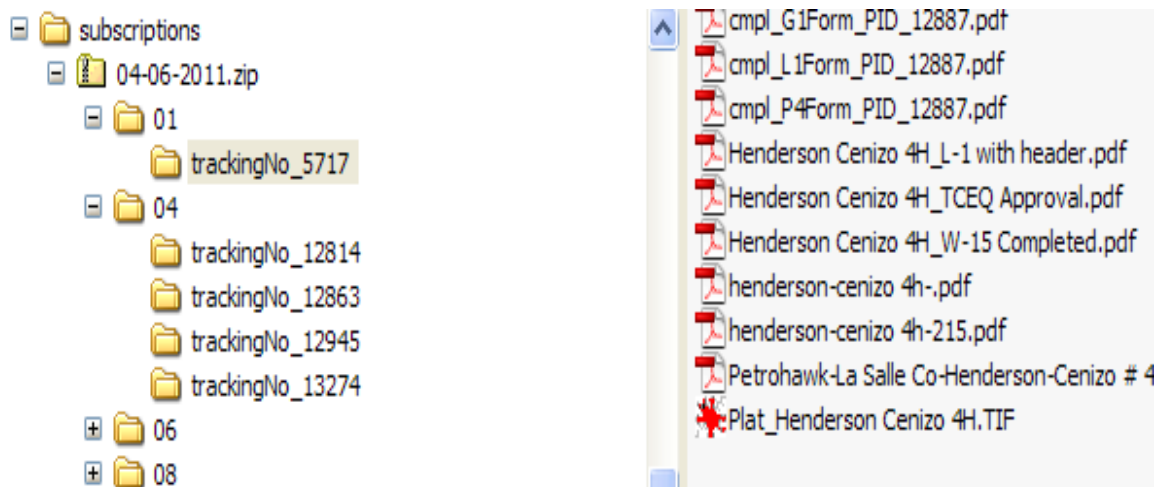 subscriptions
04-06-2011.zip
01
trackingNo_5717
04
trackingNo_12814
trackingNo_12863
trackingNo_12945
trackingNo_13274
06
08
cmpl_G1Form_PID_12887.pdf
cmpl_L1Form_PID_12887.pdf
cmpl_P4Form_PID_12887.pdf
Henderson Cenizo 4H_L-1 with header.pdf
Henderson Cenizo 4H_TCEQ Approval.pdf
Henderson Cenizo 4H_W-15 Completed.pdf
henderson-cenizo 4h-.pdf
henderson-cenizo 4h-215.pdf
Petrohawk-La Salle Co-Henderson-Cenizo # 4
Plat_Henderson Cenizo 4H.TIF